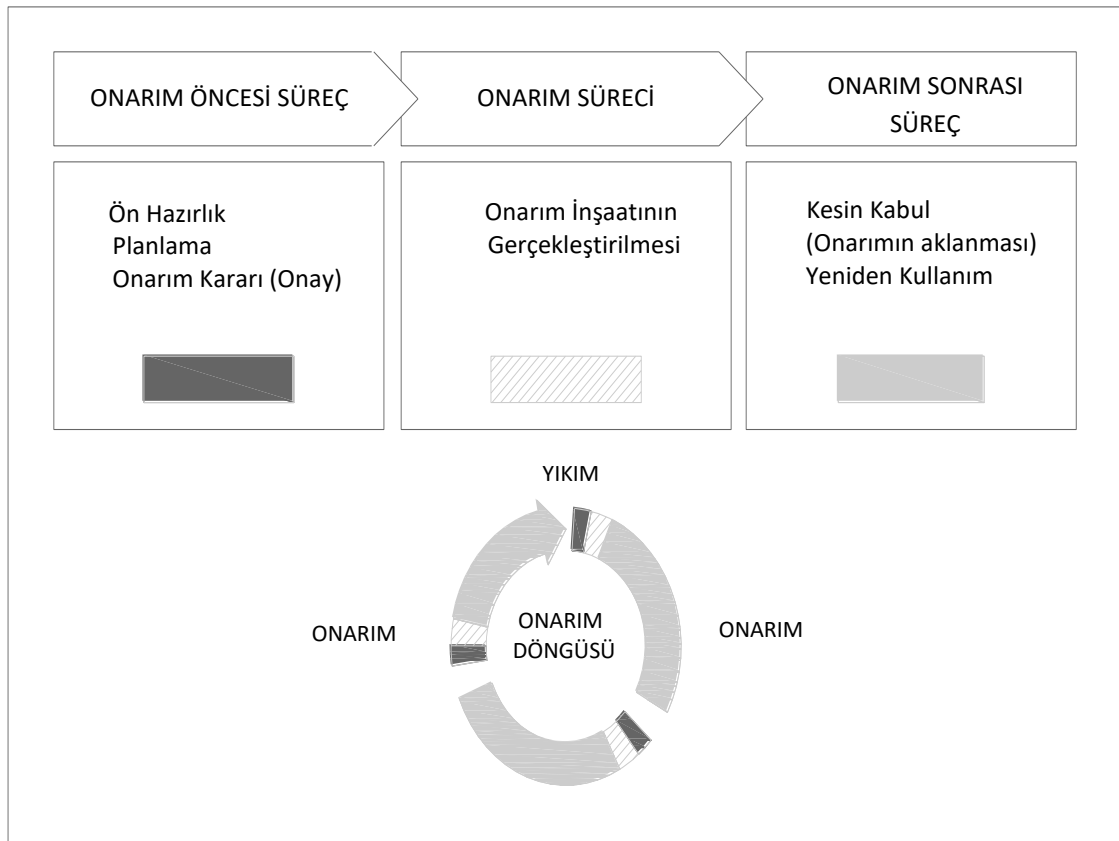 ONARIM ÖNCESİ SÜREÇ
ONARIM SÜRECİ
ONARIM SONRASI
SÜREÇ
Ön Hazırlık
Planlama
Onarım Kararı (Onay)
Onarım İnşaatının
Gerçekleştirilmesi
Kesin Kabul
(Onarımın aklanması)
Yeniden Kullanım
YIKIM
ONARIM
ONARIM
DÖNGÜSÜ
ONARIM